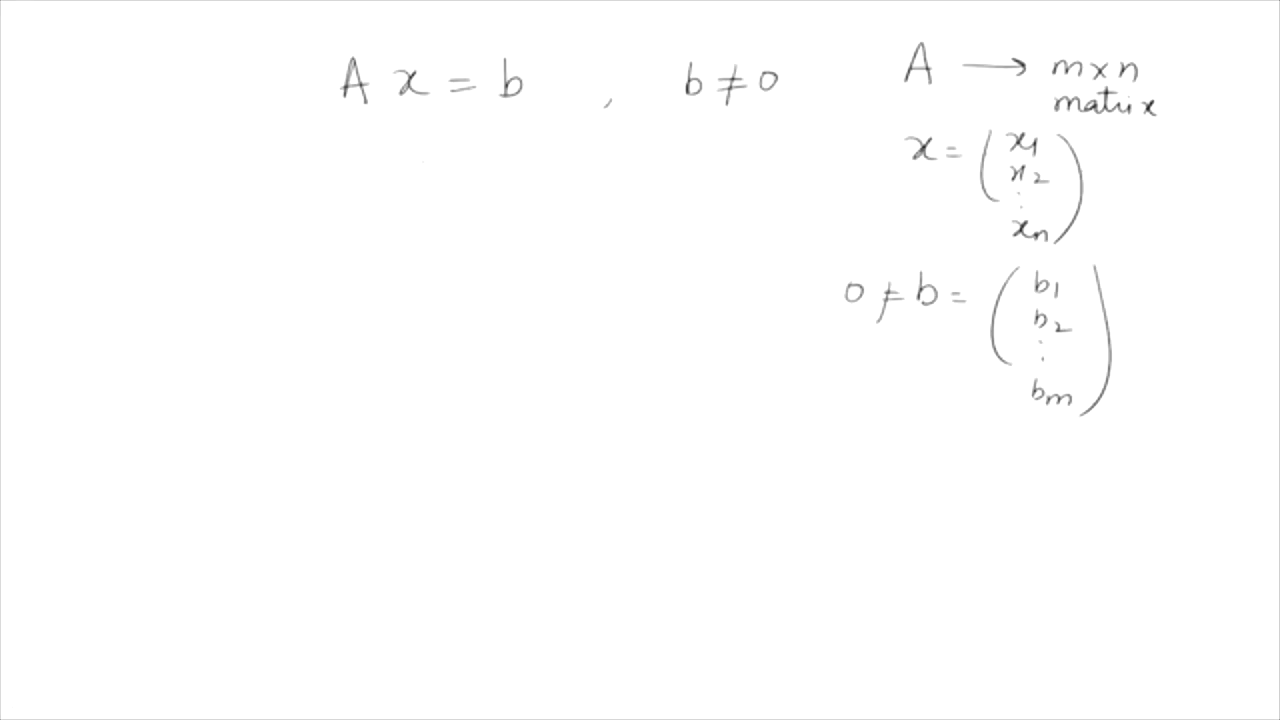 A x = b , b ≠ 0 A → m x n
matrix
x = ( x1
x2
⋮
xn )
0 ≠ b = ( b1
b2
⋮
bm )